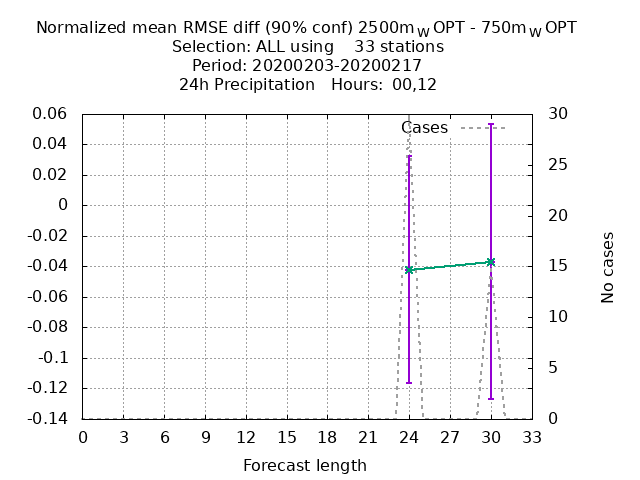 Normalized mean RMSE diff (90% conf) 2500m_W OPT - 750m_W OPT
Selection: ALL using    33 stations
Period: 20200203-20200217
24h Precipitation   Hours: 00,12
Cases
0.06
0.04
0.02
0
-0.02
-0.04
-0.06
-0.08
-0.1
-0.12
-0.14
30
25
20
15
10
5
0
No cases
0 3 6 9 12 15 18 21 24 27 30 33
Forecast length